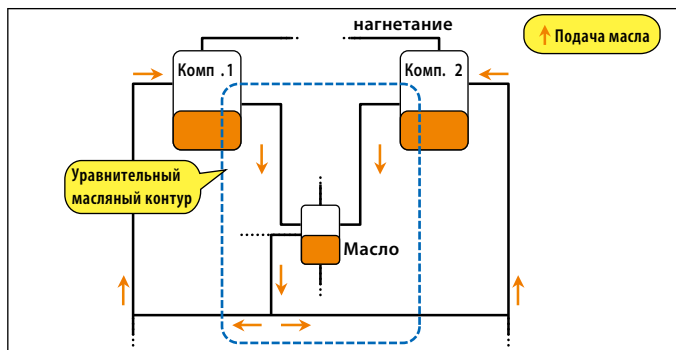 нагнетание
Подача масла
Комп .1
Комп. 2
Уравнительный
масляный контур
Масло